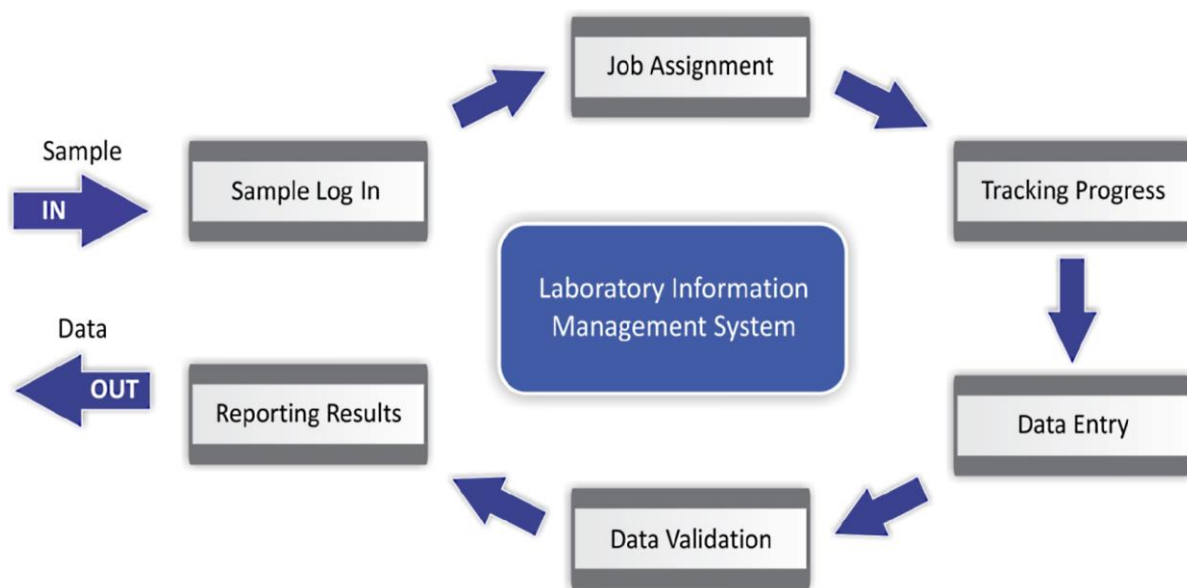 Job Assignment
Sample
IN
Sample Log In
Tracking Progress
Laboratory Information
Management System
Data
OUT
Reporting Results
Data Entry
Data Validation